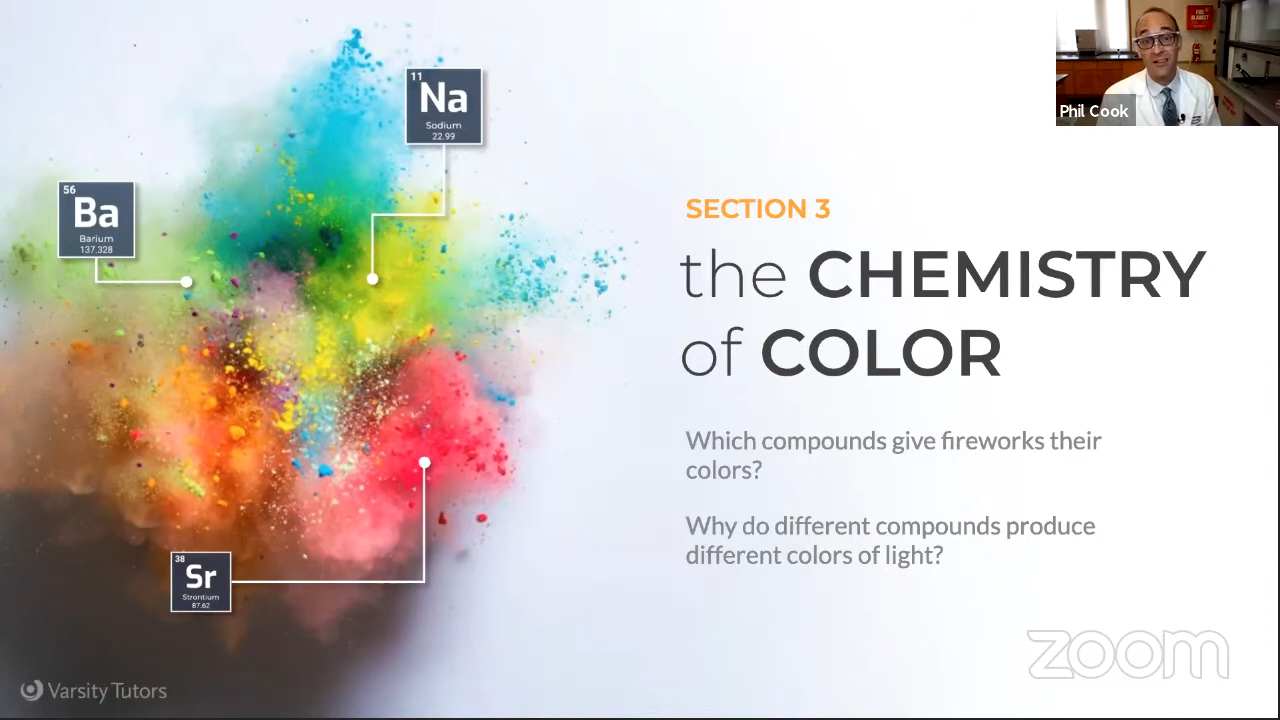 11
Na
Sodium
22.99
56
Ba
Barium
137.328
38
Sr
Strontium
87.62
Varsity Tutors
FIRE
BLANKET
Phil Cook
SECTION 3
the CHEMISTRY
of COLOR
Which compounds give fireworks their
colors?
Why do different compounds produce
different colors of light?
zoom